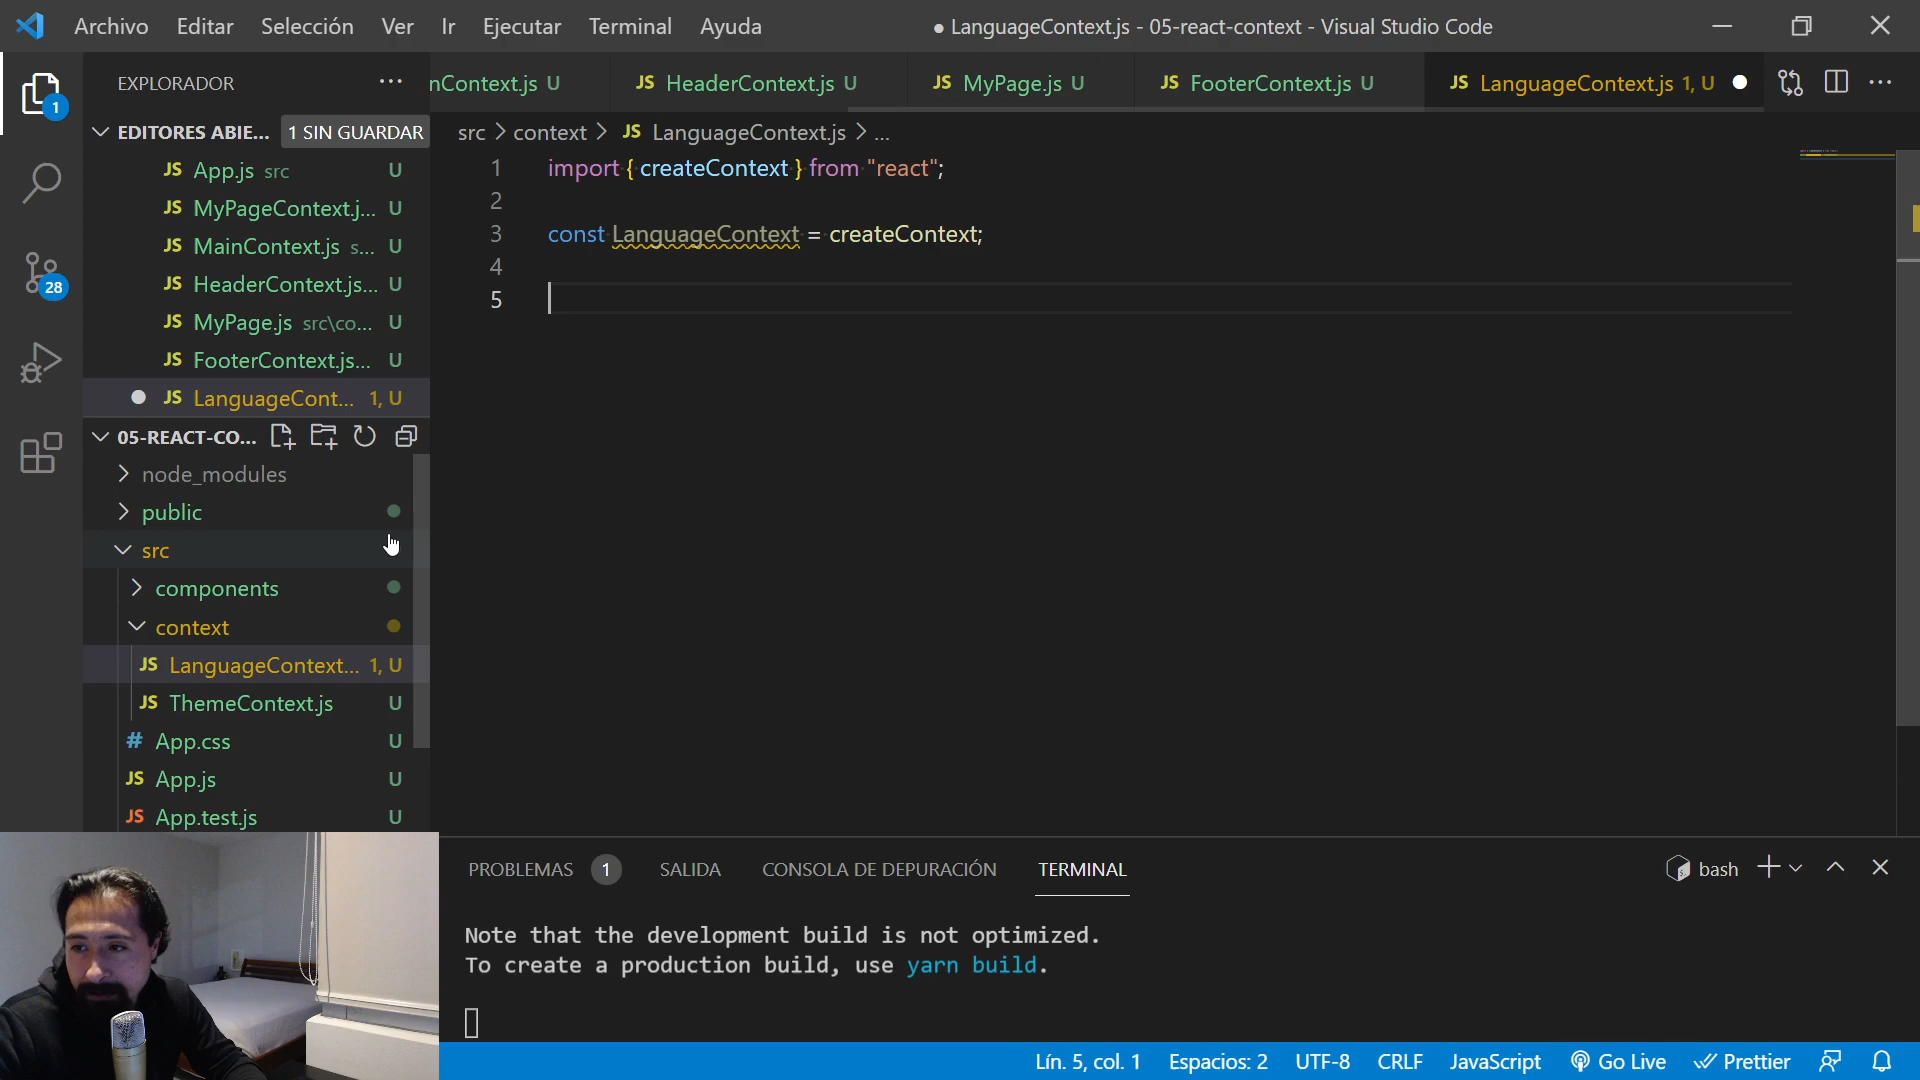 Archivo Editar Selección Ver Ir Ejecutar Terminal Ayuda
● LanguageContext.js - 05-react-context - Visual Studio Code
EXPLORADOR ...
nContext.js U
JS HeaderContext.js U
JS MyPage.js U
JS FooterContext.js U
JS LanguageContext.js 1, U
1
EDITORES ABIE... 1 SIN GUARDAR
JS App.js src U
JS MyPageContext.j... U
JS MainContext.js s... U
JS HeaderContext.js... U
JS MyPage.js src\co... U
JS FooterContext.js... U
JS LanguageCont... 1, U
28
05-REACT-CO...
node_modules
public
src
components
context
JS LanguageContext... 1, U
JS ThemeContext.js U
# App.css U
JS App.js U
JS App.test.js U
src > context > JS LanguageContext.js > ...
1 import { createContext } from "react";
2
3 const LanguageContext = createContext;
4
5
PROBLEMAS 1 SALIDA CONSOLA DE DEPURACIÓN TERMINAL
bash
Note that the development build is not optimized.
To create a production build, use yarn build.
Lín. 5, col. 1 Espacios: 2 UTF-8 CRLF JavaScript Go Live Prettier